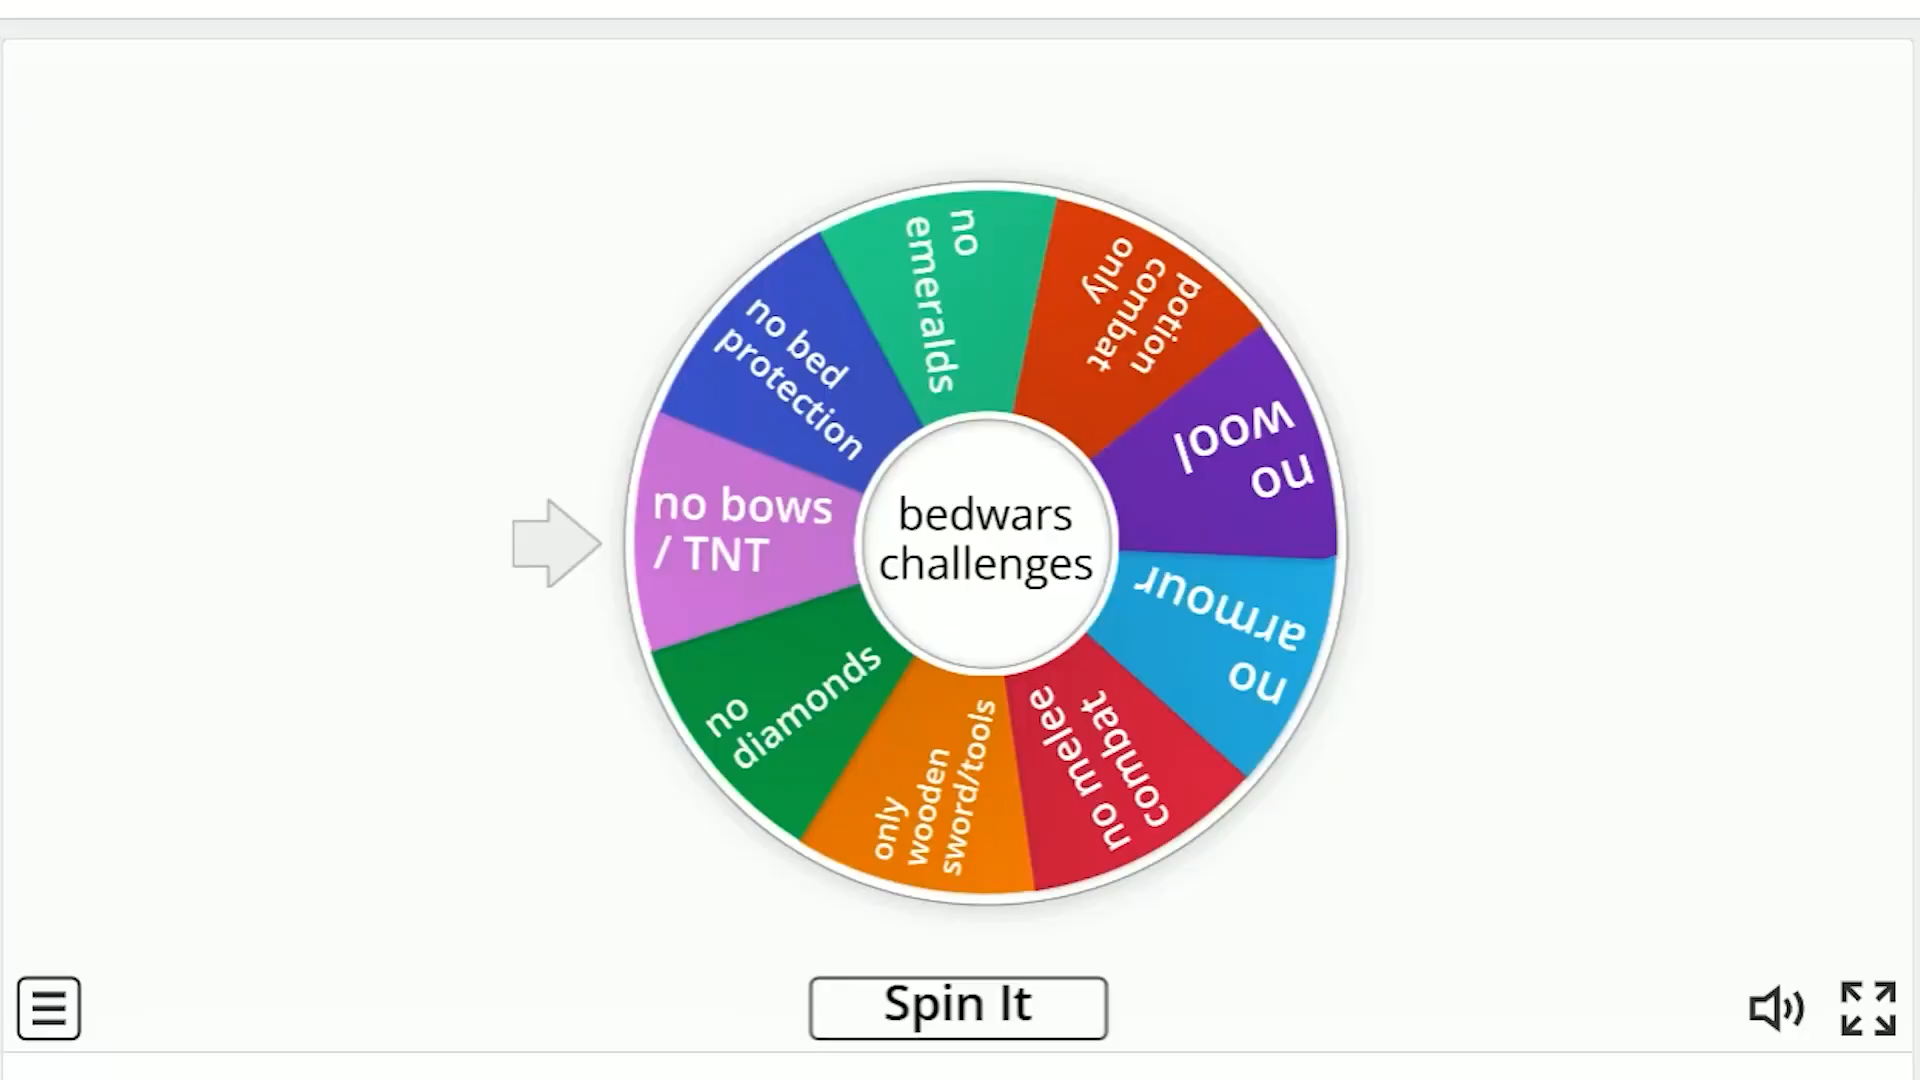 no
emeralds
potion
combat
only
no
wool
no
armour
no melee
combat
only
wooden
sword/tools
no
diamonds
no bows
/ TNT
no bed
protection
bedwars
challenges
Spin It